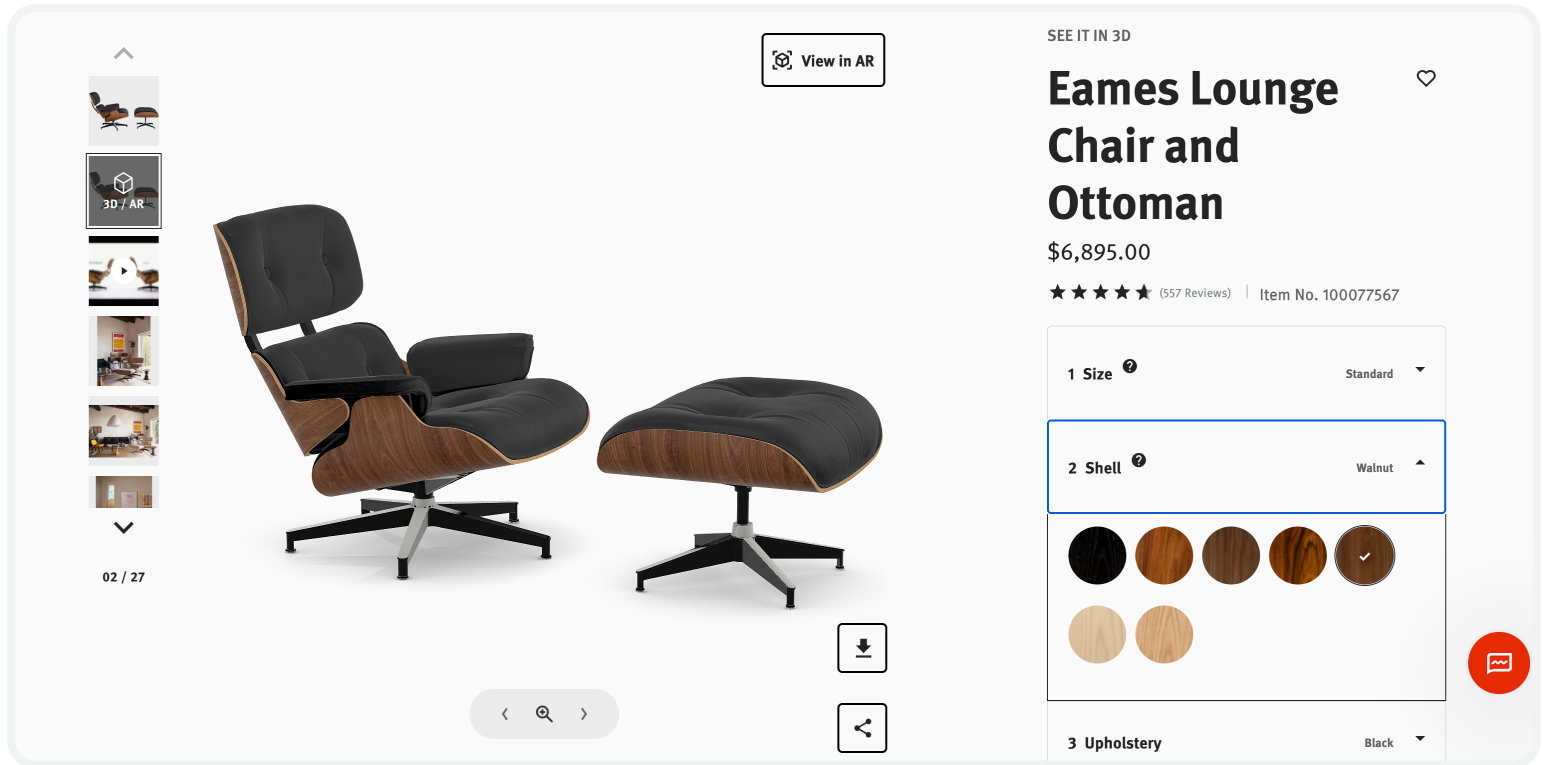 View in AR
3D / AR
02 / 27
SEE IT IN 3D
Eames Lounge
Chair and
Ottoman
$6,895.00
(557 Reviews) | Item No. 100077567
1 Size ? Standard
2 Shell ? Walnut
3 Upholstery Black